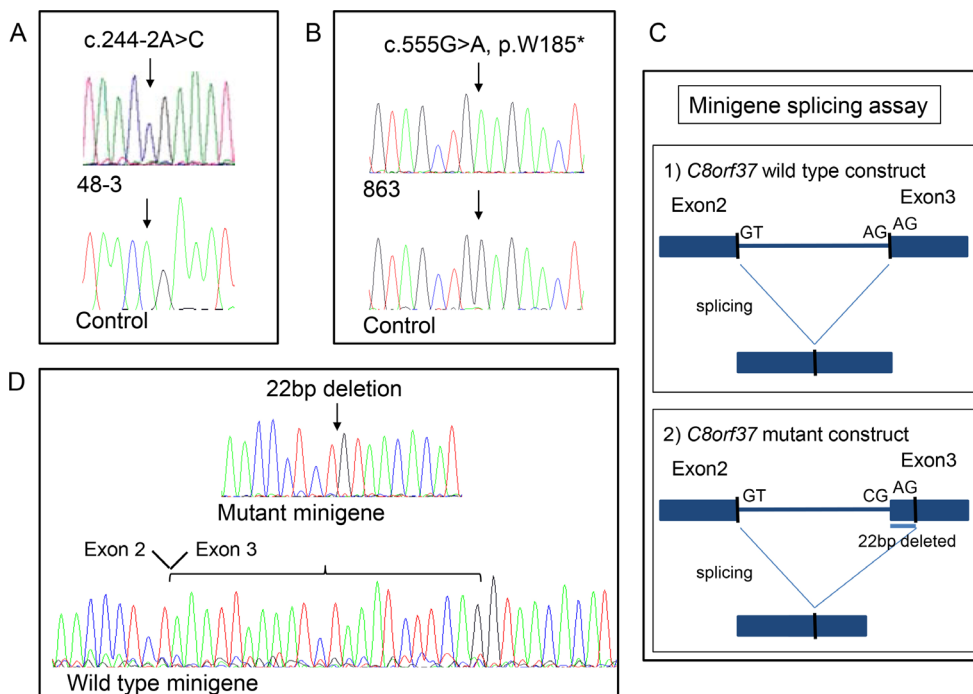 A
c.244-2A>C
48-3
Control
B
c.555G>A, p.W185*
863
Control
C
Minigene splicing assay
1) C8orf37 wild type construct
Exon2 Exon3
GT AG AG
splicing
2) C8orf37 mutant construct
Exon2 Exon3
GT CG AG
22bp deleted
splicing
D
22bp deletion
Mutant minigene
Exon 2 Exon 3
Wild type minigene